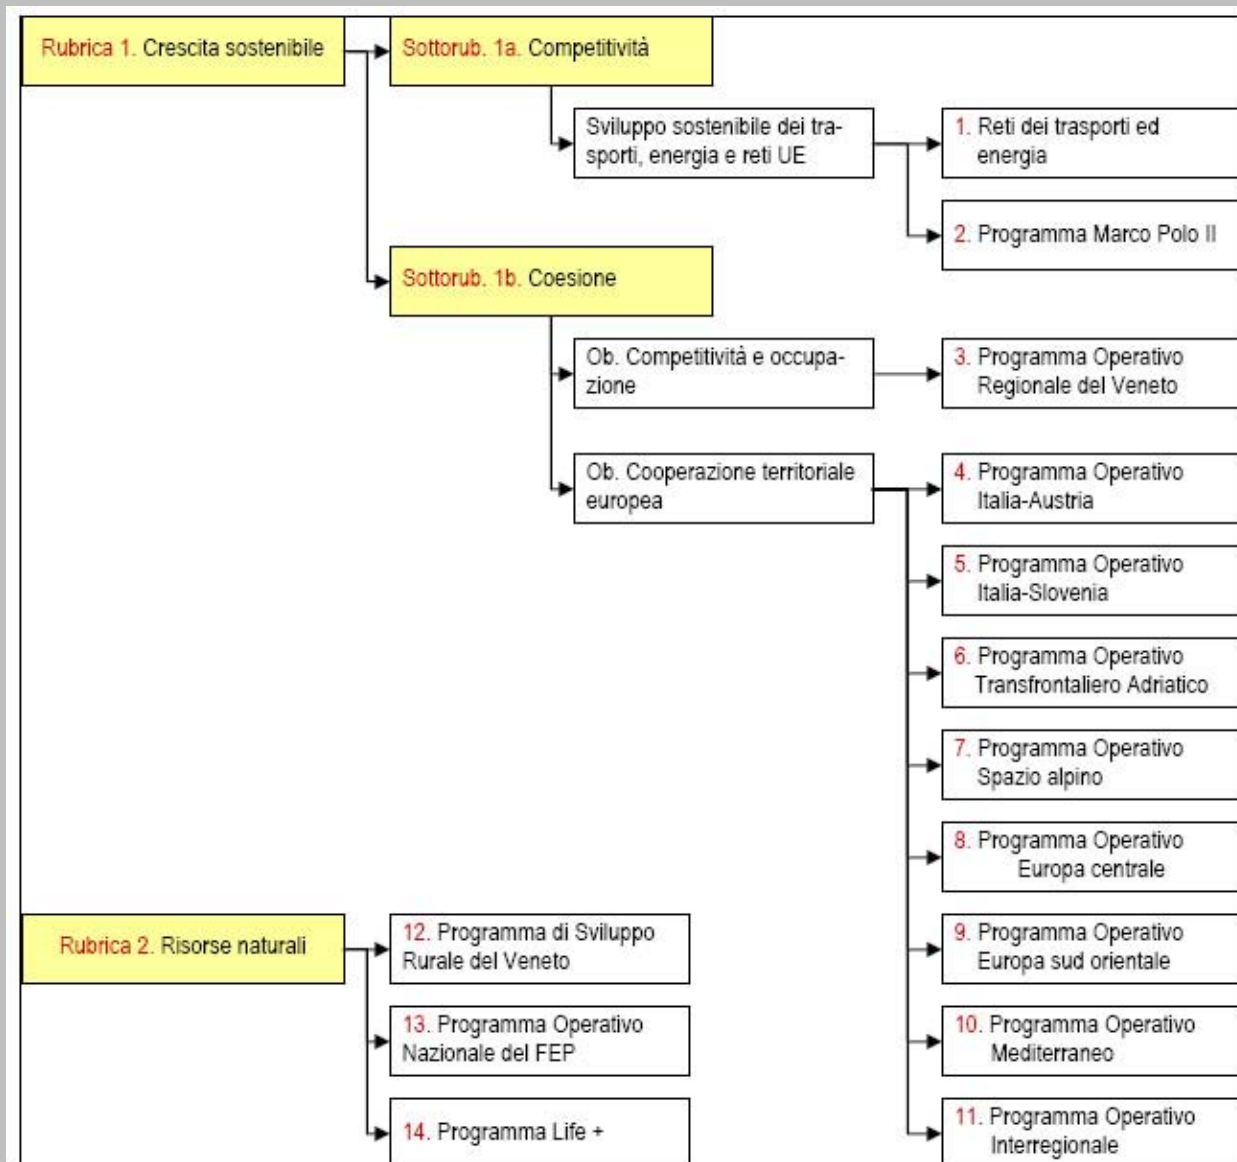 Rubrica 1. Crescita sostenibile
Sottorub. 1a. Competitività
Sviluppo sostenibile dei tra-
sporti, energia e reti UE
1. Reti dei trasporti ed
energia
2. Programma Marco Polo II
Sottorub. 1b. Coesione
Ob. Competitività e occupa-
zione
3. Programma Operativo
Regionale del Veneto
Ob. Cooperazione territoriale
europea
4. Programma Operativo
Italia-Austria
5. Programma Operativo
Italia-Slovenia
6. Programma Operativo
Transfrontaliero Adriatico
7. Programma Operativo
Spazio alpino
8. Programma Operativo
Europa centrale
9. Programma Operativo
Europa sud orientale
10. Programma Operativo
Mediterraneo
11. Programma Operativo
Interregionale
Rubrica 2. Risorse naturali
12. Programma di Sviluppo
Rurale del Veneto
13. Programma Operativo
Nazionale del FEP
14. Programma Life +